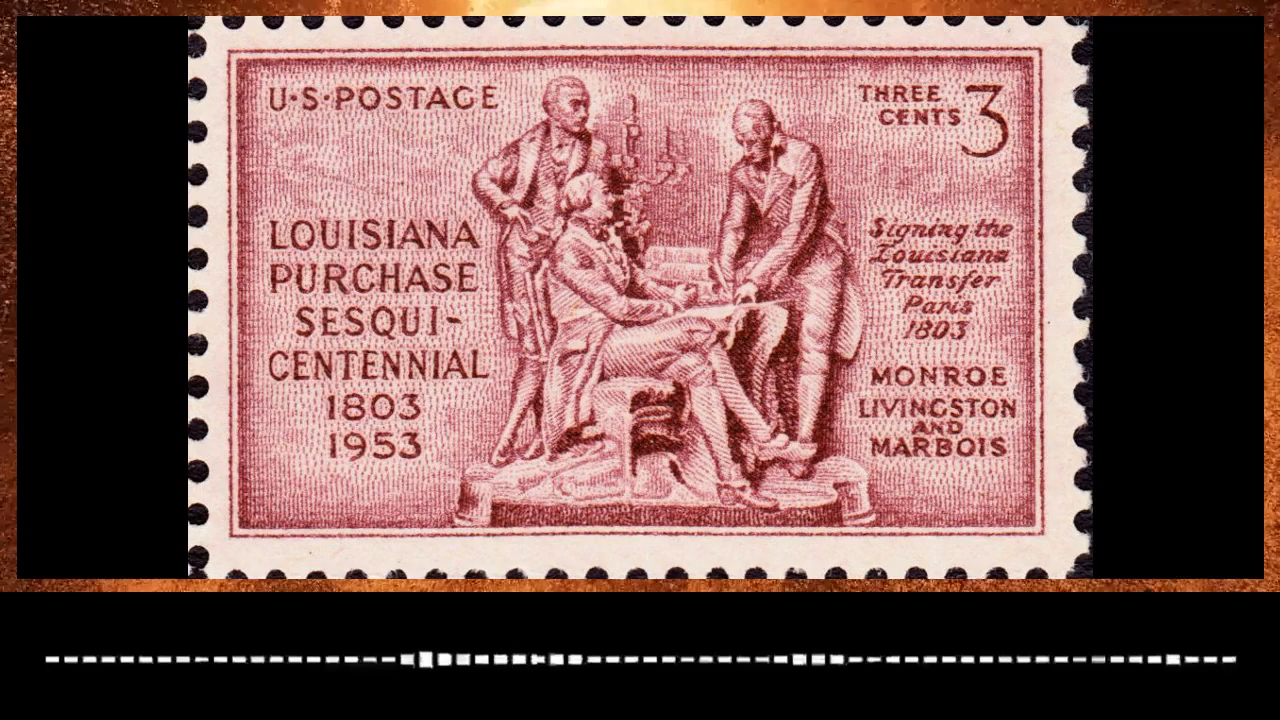 U·S·POSTAGE
THREE
CENTS 3
LOUISIANA
PURCHASE
SESQUI-
CENTENNIAL
1803
1953
Signing the
Louisiana
Transfer
Paris
1803
MONROE
LIVINGSTON
AND
MARBOIS